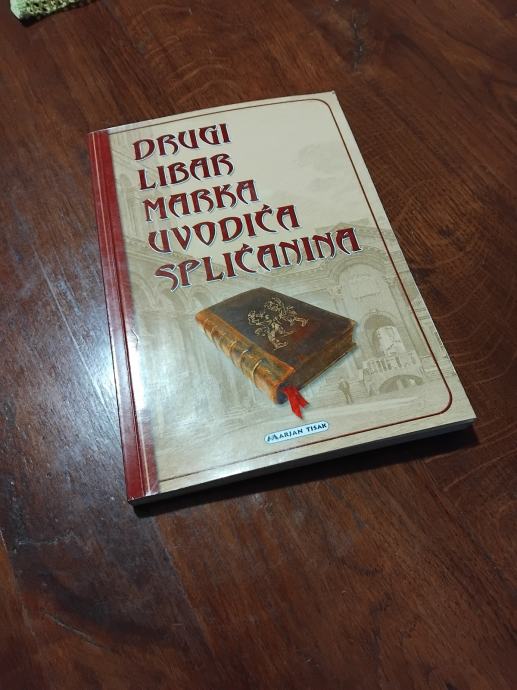 DRUGI
LIBAR
MARKA
UVODIĆA
SPLIĆANINA
MARJAN TISAK